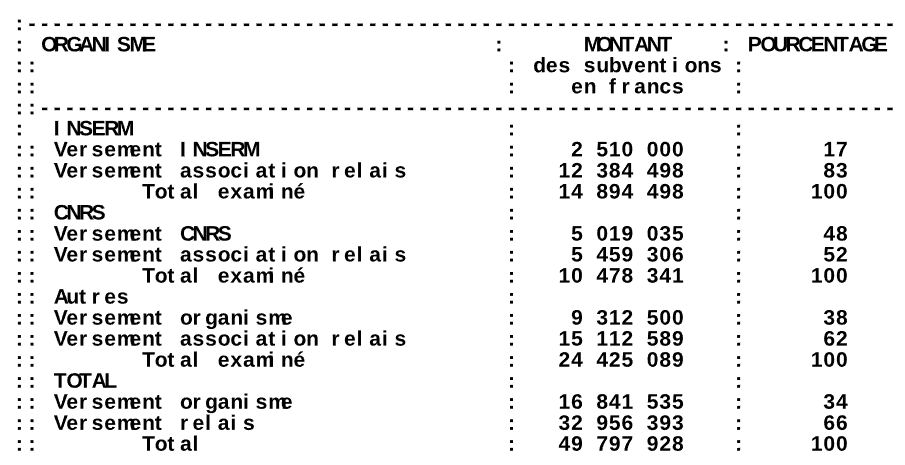 :---------------------------------------------------------------------
: ORGANISME : MONTANT : POURCENTAGE
:: : des subventions :
:: : en francs :
::--------------------------------------------------------------------
: INSERM : :
:: Versement INSERM : 2 510 000 : 17
:: Versement association relais : 12 384 498 : 83
:: Total examiné : 14 894 498 : 100
:: CNRS : :
:: Versement CNRS : 5 019 035 : 48
:: Versement association relais : 5 459 306 : 52
:: Total examiné : 10 478 341 : 100
:: Autres : :
:: Versement organisme : 9 312 500 : 38
:: Versement association relais : 15 112 589 : 62
:: Total examiné : 24 425 089 : 100
:: TOTAL : :
:: Versement organisme : 16 841 535 : 34
:: Versement relais : 32 956 393 : 66
:: Total : 49 797 928 : 100